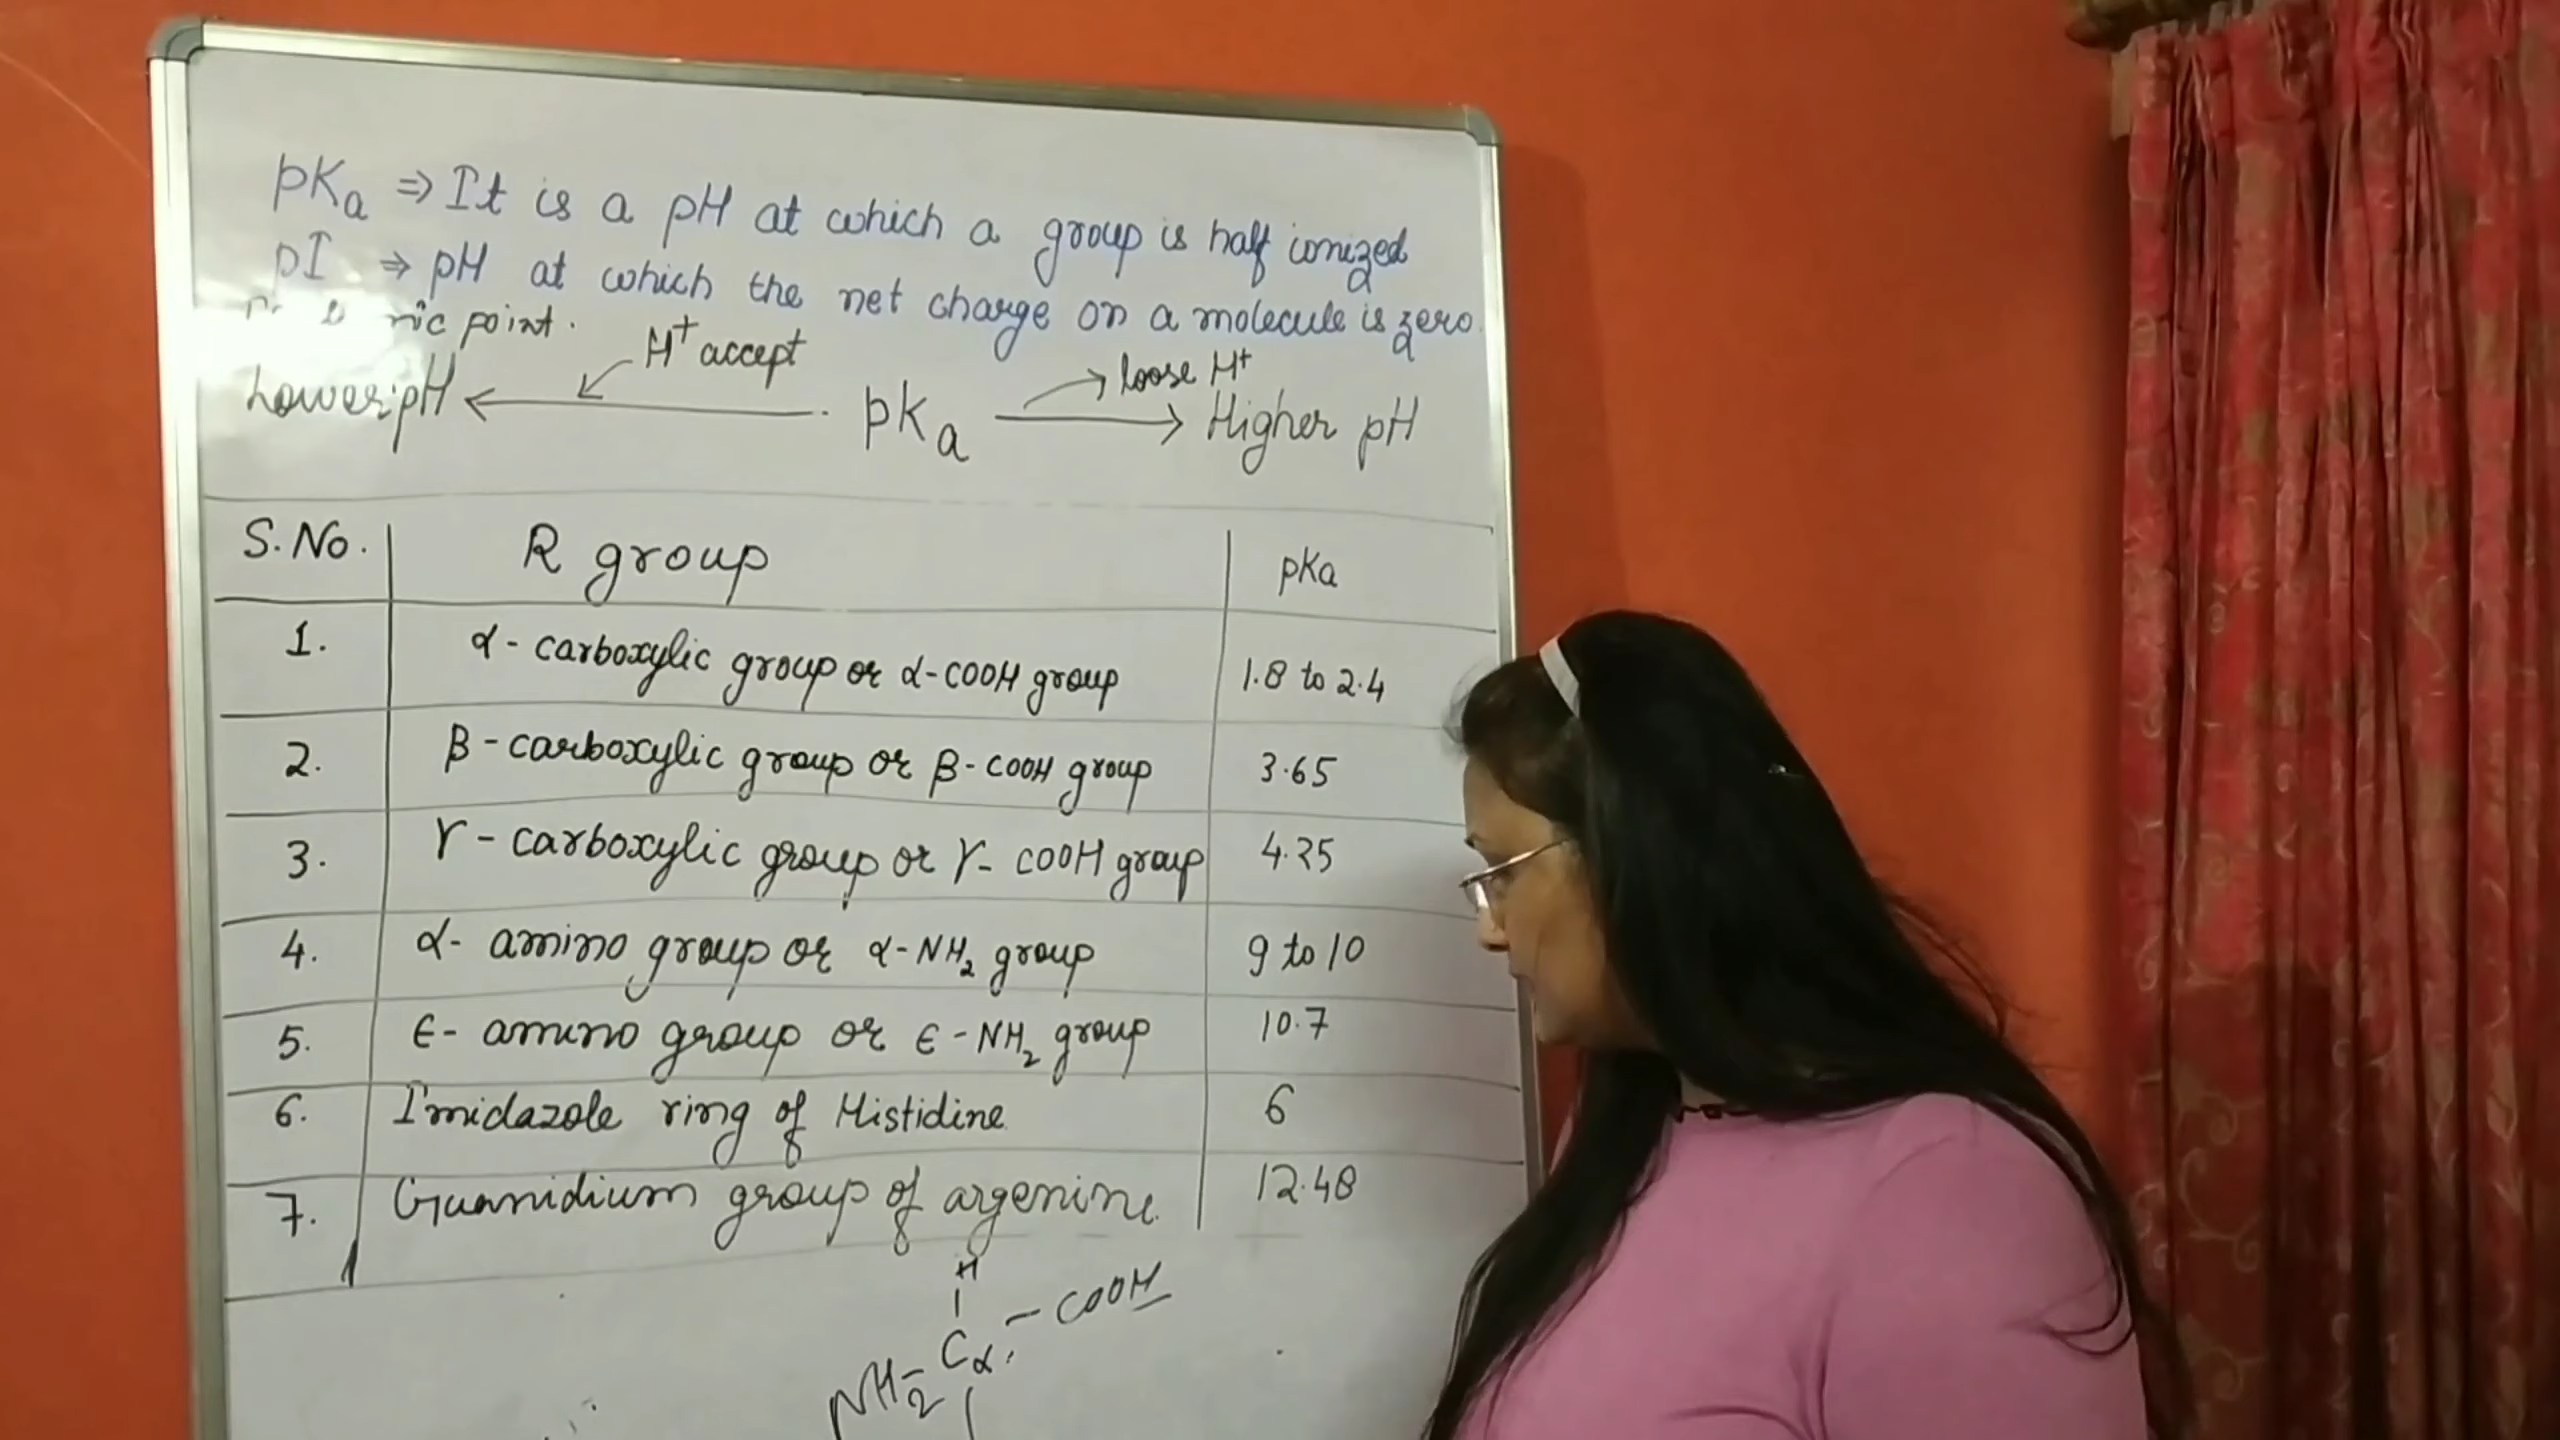 pKa ⇒ It is a pH at which a group is half ionized
pI ⇒ pH at which the net charge on a molecule is zero.
point.
H⁺ accept
loose H⁺
Lower pH ← pKa → Higher pH
S.No. R group pKa
1. α - carboxylic group or α-COOH group 1.8 to 2.4
2. β - carboxylic group or β- COOH group 3.65
3. γ - carboxylic group or γ- COOH group 4.25
4. α- amino group or α-NH₂ group 9 to 10
5. ϵ- amino group or ϵ-NH₂ group 10.7
6. Imidazole ring of Histidine 6
7. Guanidium group of argenine. 12.48
H
Cα - COOH
NH₂